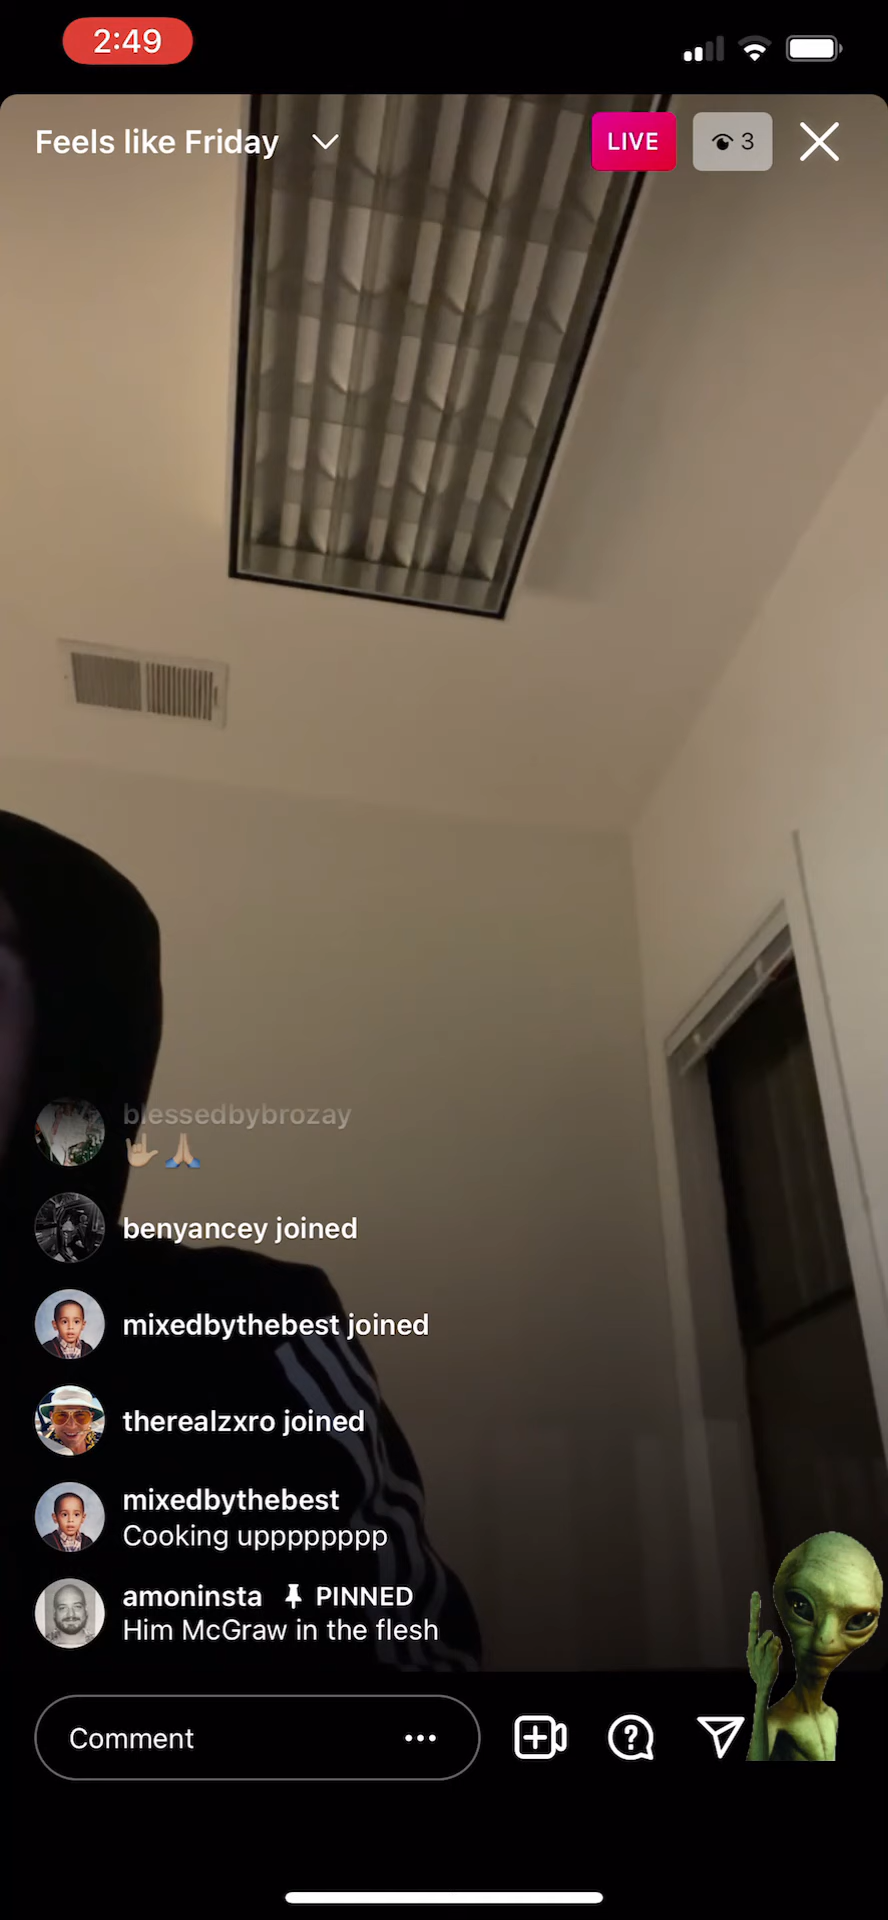 2:49
Feels like Friday
LIVE
3
blessedbybrozay
🤟🏼🙏🏼
benyancey joined
mixedbythebest joined
therealzxro joined
mixedbythebest
Cooking upppppppp
amoninsta PINNED
Him McGraw in the flesh
Comment